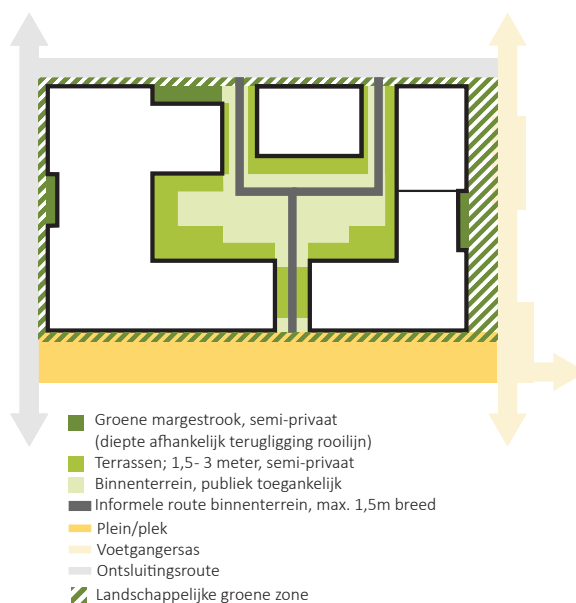 Groene margestrook, semi-privaat
(diepte afhankelijk terugligging rooilijn)
Terrassen; 1,5- 3 meter, semi-privaat
Binnenterrein, publiek toegankelijk
Informele route binnenterrein, max. 1,5m breed
Plein/plek
Voetgangersas
Ontsluitingsroute
Landschappelijke groene zone